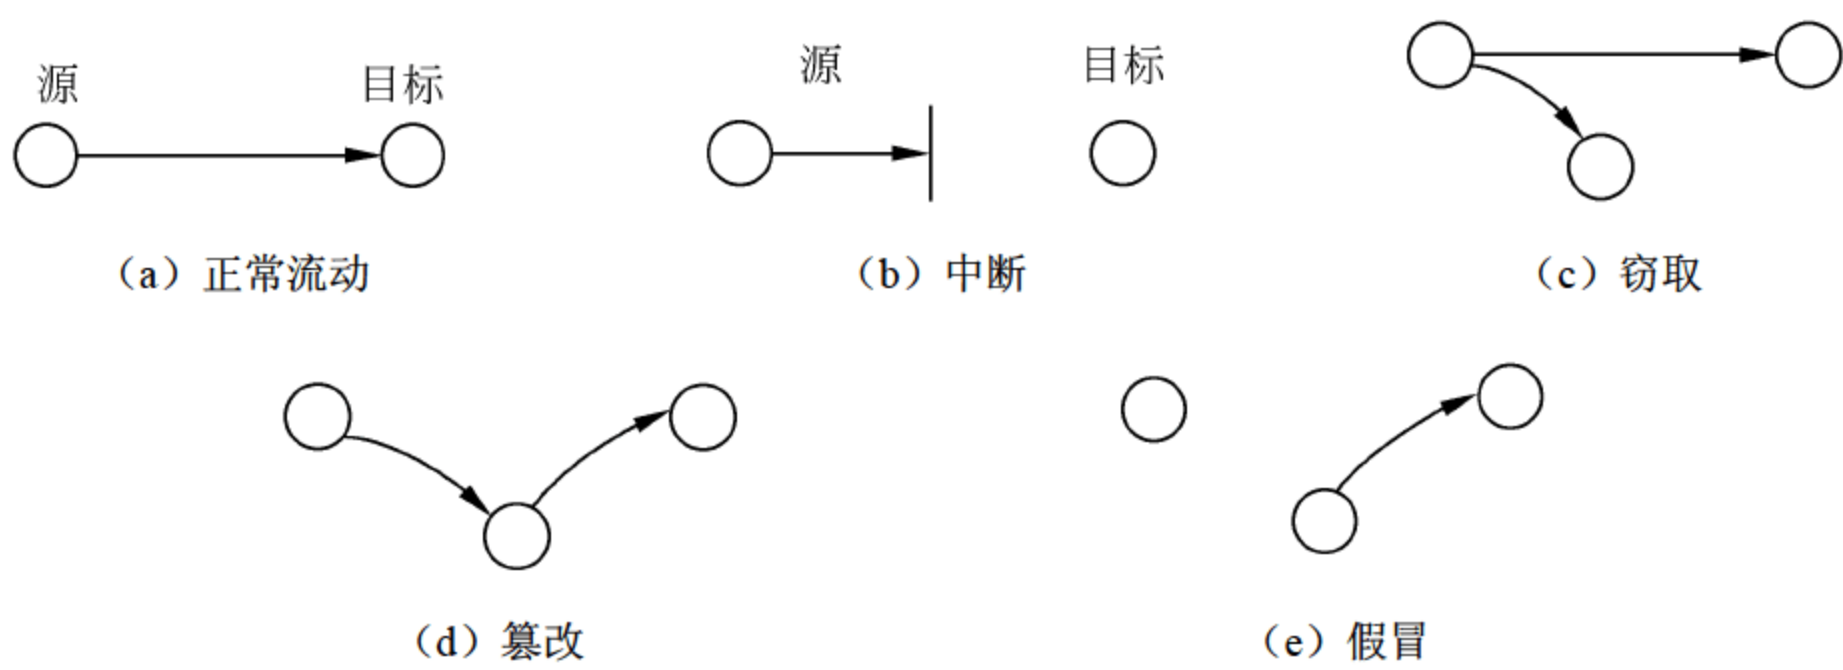 源 目标
源 目标
(a)正常流动
(b)中断
(c)窃取
(d)篡改
(e)假冒